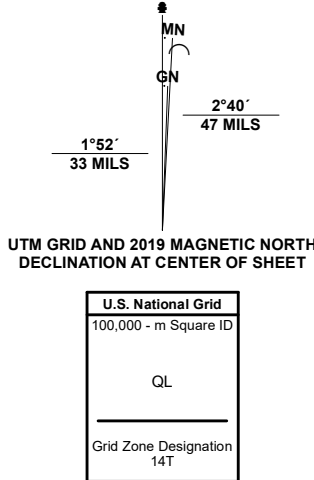 MN
GN
2°40´
47 MILS
1°52´
33 MILS
UTM GRID AND 2019 MAGNETIC NORTH
DECLINATION AT CENTER OF SHEET
U.S. National Grid
100,000 - m Square ID
QL
Grid Zone Designation
14T